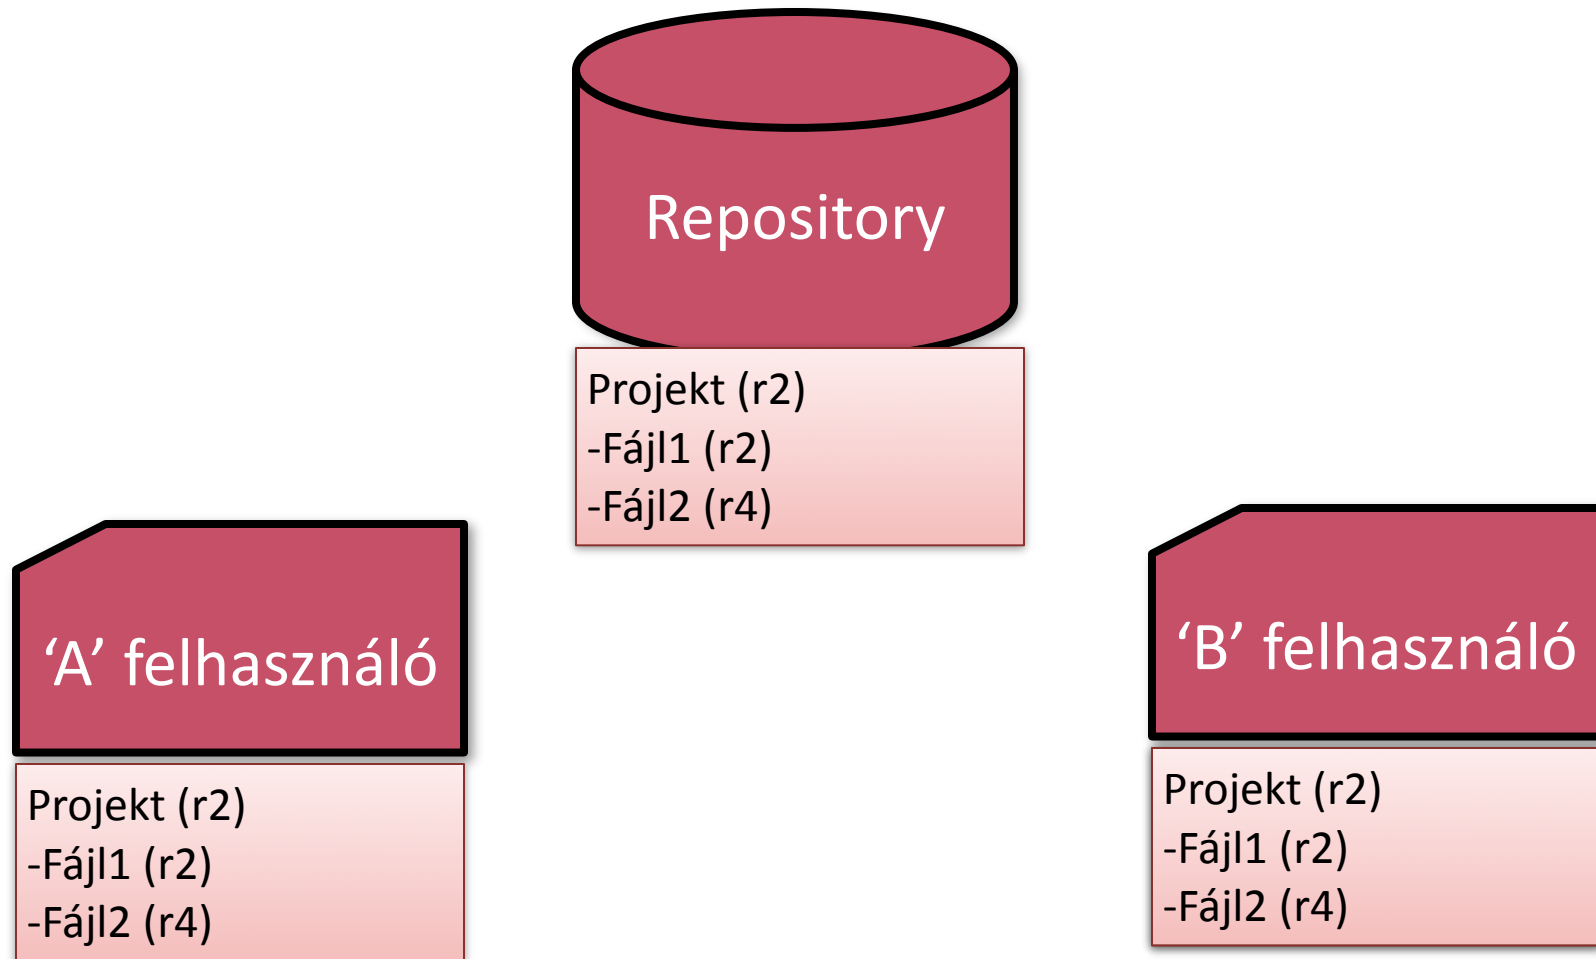 Repository
Projekt (r2)
-Fájl1 (r2)
-Fájl2 (r4)
‘A’ felhasználó
Projekt (r2)
-Fájl1 (r2)
-Fájl2 (r4)
‘B’ felhasználó
Projekt (r2)
-Fájl1 (r2)
-Fájl2 (r4)